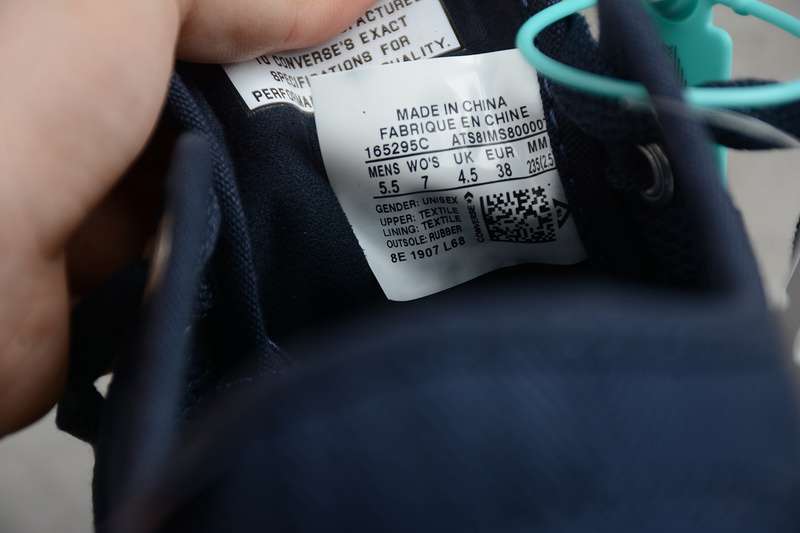 TO CONVERSE'S EXACT
SPECIFICATIONS FOR
QUALITY.
MADE IN CHINA
FABRIQUE EN CHINE
165295C ATS8IMS80000
MENS WO'S UK EUR MM
5.5 7 4.5 38 235(2.5
GENDER: UNISEX
UPPER: TEXTILE
LINING: TEXTILE
OUTSOLE: RUBBER
8E 1907 L68
CONVERSE